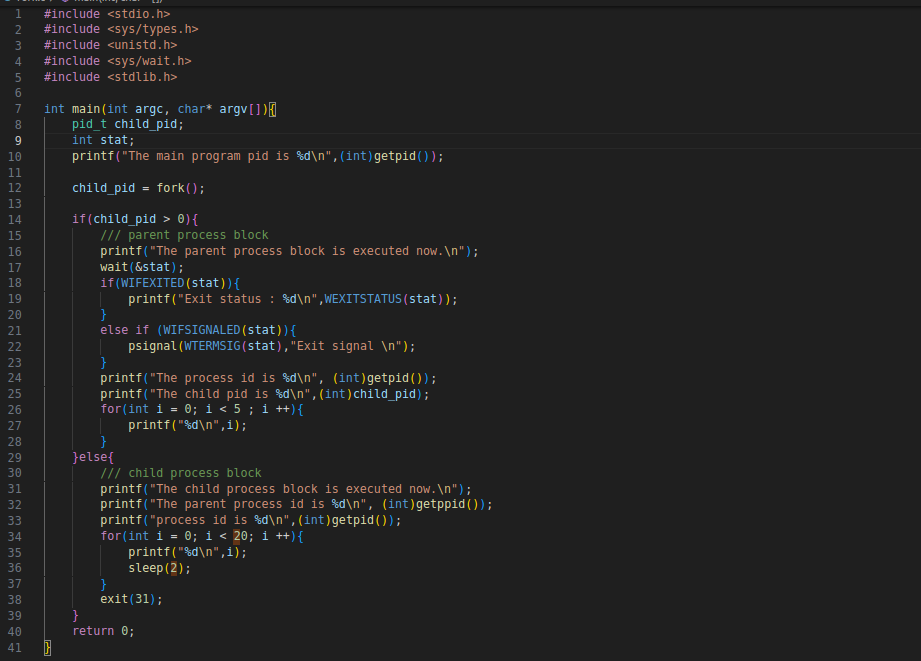 1 #include <stdio.h>
2 #include <sys/types.h>
3 #include <unistd.h>
4 #include <sys/wait.h>
5 #include <stdlib.h>
6
7 int main(int argc, char* argv[]){
8     pid_t child_pid;
9     int stat;
10     printf("The main program pid is %d\n",(int)getpid());
11
12     child_pid = fork();
13
14     if(child_pid > 0){
15         /// parent process block
16         printf("The parent process block is executed now.\n");
17         wait(&stat);
18         if(WIFEXITED(stat)){
19             printf("Exit status : %d\n",WEXITSTATUS(stat));
20         }
21         else if (WIFSIGNALED(stat)){
22             psignal(WTERMSIG(stat),"Exit signal \n");
23         }
24         printf("The process id is %d\n", (int)getpid());
25         printf("The child pid is %d\n",(int)child_pid);
26         for(int i = 0; i < 5 ; i ++){
27             printf("%d\n",i);
28         }
29     }else{
30         /// child process block
31         printf("The child process block is executed now.\n");
32         printf("The parent process id is %d\n", (int)getppid());
33         printf("process id is %d\n",(int)getpid());
34         for(int i = 0; i < 20; i ++){
35             printf("%d\n",i);
36             sleep(2);
37         }
38         exit(31);
39     }
40     return 0;
41 }